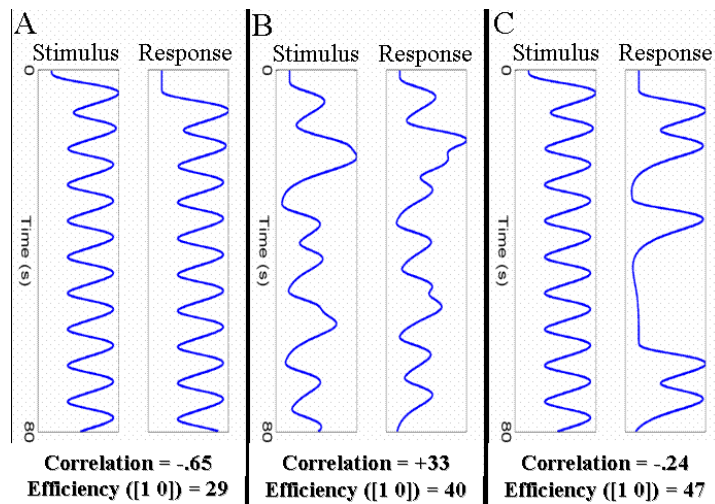 A
Stimulus Response
0
Time (s)
80
Correlation = -.65
Efficiency ([1 0]) = 29
B
Stimulus Response
0
Time (s)
80
Correlation = +33
Efficiency ([1 0]) = 40
C
Stimulus Response
0
Time (s)
80
Correlation = -.24
Efficiency ([1 0]) = 47